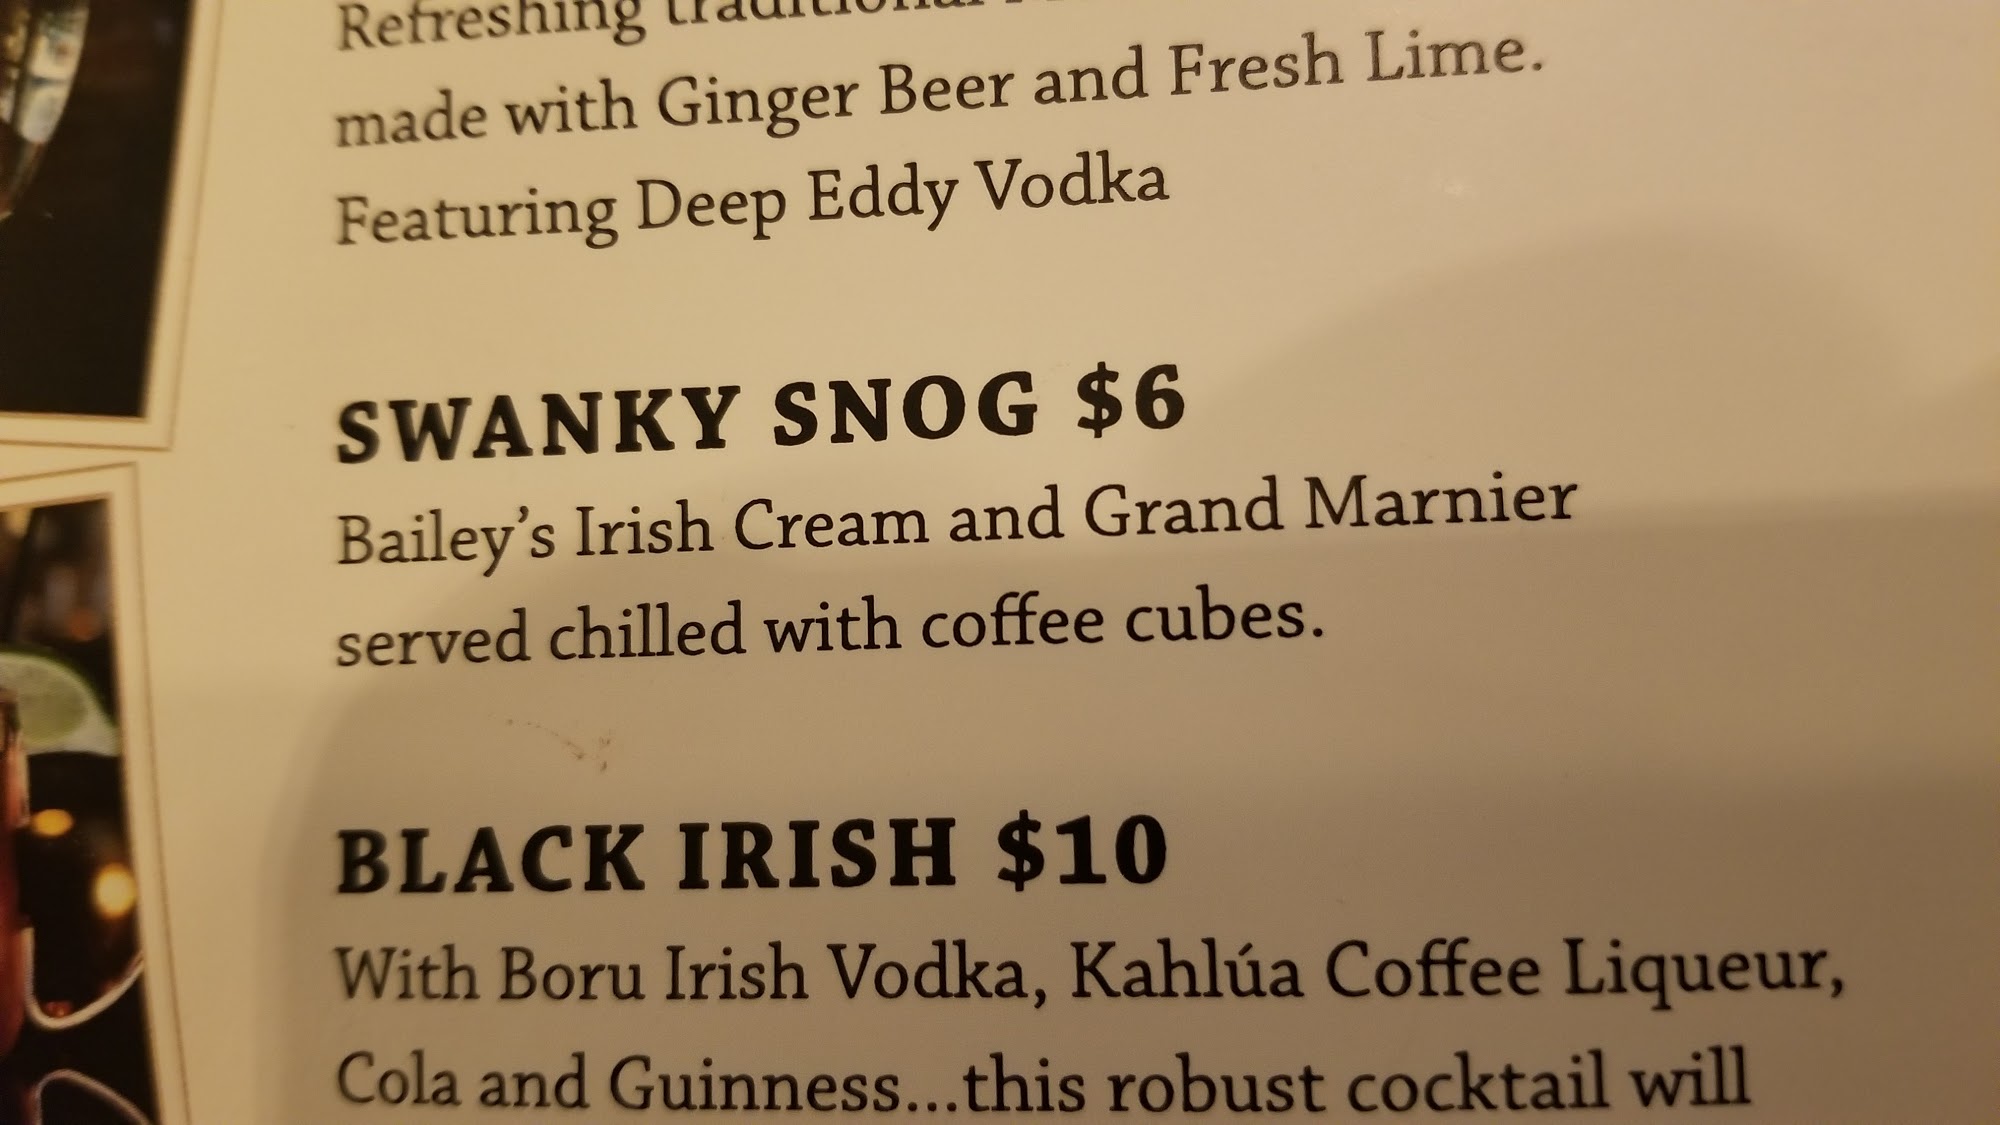 Refreshing traditional
made with Ginger Beer and Fresh Lime.
Featuring Deep Eddy Vodka
SWANKY SNOG $6
Bailey's Irish Cream and Grand Marnier
served chilled with coffee cubes.
BLACK IRISH $10
With Boru Irish Vodka, Kahlúa Coffee Liqueur,
Cola and Guinness...this robust cocktail will